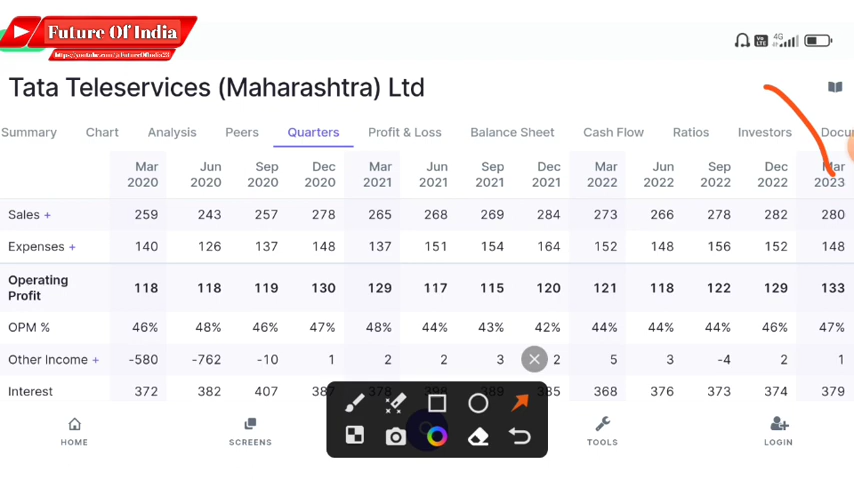 Future Of India
4G
Tata Teleservices (Maharashtra) Ltd
Summary Chart Analysis Peers Quarters Profit & Loss Balance Sheet Cash Flow Ratios Investors Docu
Mar 2020 Jun 2020 Sep 2020 Dec 2020 Mar 2021 Jun 2021 Sep 2021 Dec 2021 Mar 2022 Jun 2022 Sep 2022 Dec 2022 Mar 2023
Sales + 259 243 257 278 265 268 269 284 273 266 278 282 280
Expenses + 140 126 137 148 137 151 154 164 152 148 156 152 148
Operating Profit 118 118 119 130 129 117 115 120 121 118 122 129 133
OPM % 46% 48% 46% 47% 48% 44% 43% 42% 44% 44% 44% 46% 47%
Other Income + -580 -762 -10 1 2 2 3 2 5 3 -4 2 1
Interest 372 382 407 387 378 398 389 385 368 376 373 374 379
HOME SCREENS TOOLS LOGIN